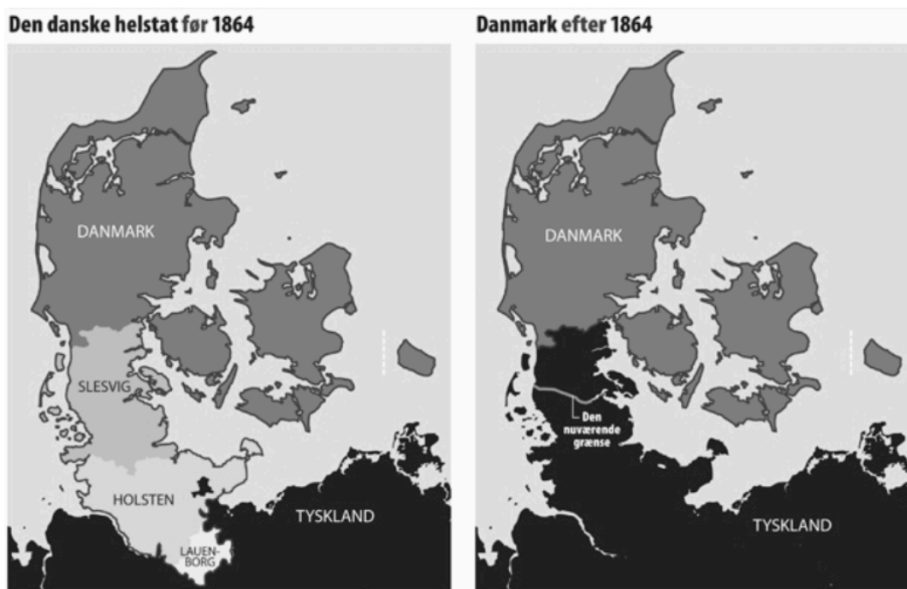 Den danske helstat før 1864
DANMARK
SLESVIG
HOLSTEN
LAUEN-
BORG
TYSKLAND
Danmark efter 1864
DANMARK
Den
nuværende
grænse
TYSKLAND